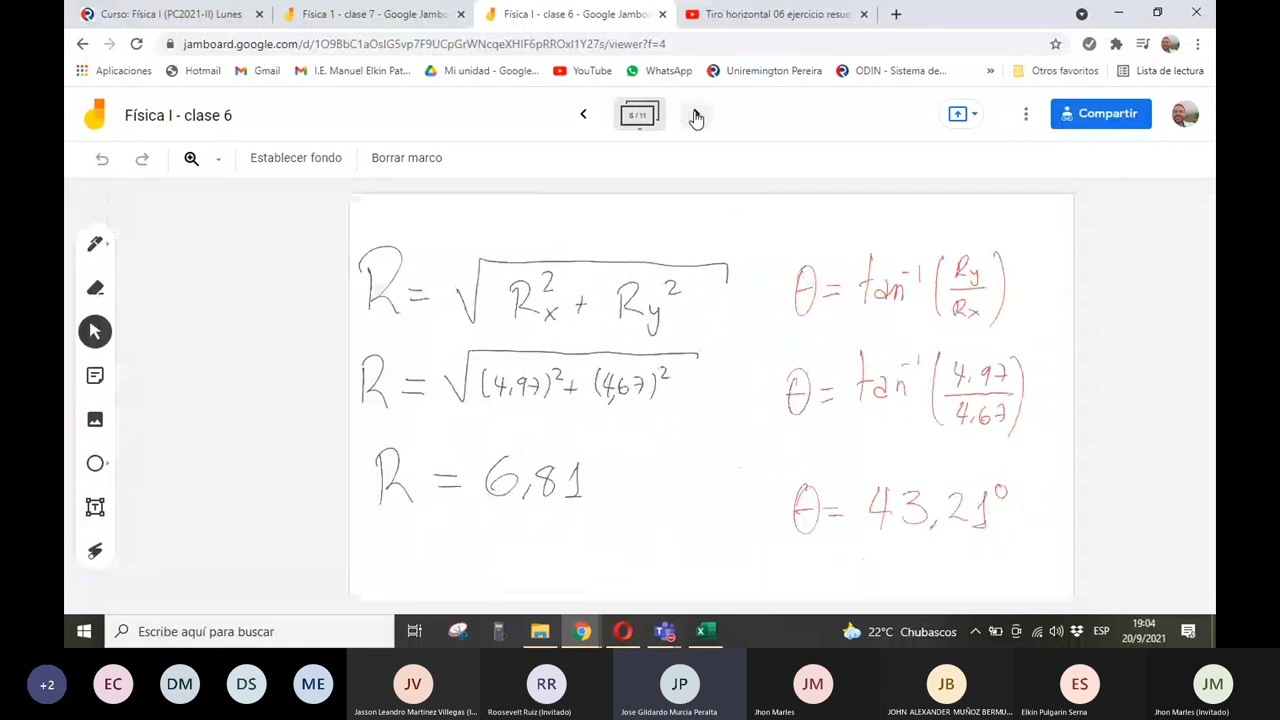 Curso: Física I (PC2021-II) Lunes
Física 1 - clase 7 - Google Jambo
Física I - clase 6 - Google Jambo
Tiro horizontal 06 ejercicio resue
jamboard.google.com/d/1O9BbC1aOsIG5vp7F9UCpGrWNcqeXHIF6pRROxI1Y27s/viewer?f=4
Aplicaciones
Hotmail
Gmail
I.E. Manuel Elkin Pat...
Mi unidad - Google...
YouTube
WhatsApp
Uniremington Pereira
ODIN - Sistema de...
»
Otros favoritos
Lista de lectura
Física I - clase 6
5 / 11
Compartir
Establecer fondo
Borrar marco
R = √(Rx² + Ry²)
R = √((4,97)² + (4,67)²)
R = 6,81
θ = tan⁻¹ (Ry/Rx)
θ = tan⁻¹ (4,97/4,67)
θ = 43,21°
Escribe aquí para buscar
22°C Chubascos
ESP
19:04
20/9/2021
+2
EC
DM
DS
ME
JV
RR
JP
JM
JB
ES
JM
Jasson Leandro Martinez Villegas (I...
Roosevelt Ruiz (Invitado)
Jose Gildardo Murcia Peralta
Jhon Marles
JOHN ALEXANDER MUÑOZ BERMU...
Elkin Pulgarin Serna
Jhon Marles (Invitado)